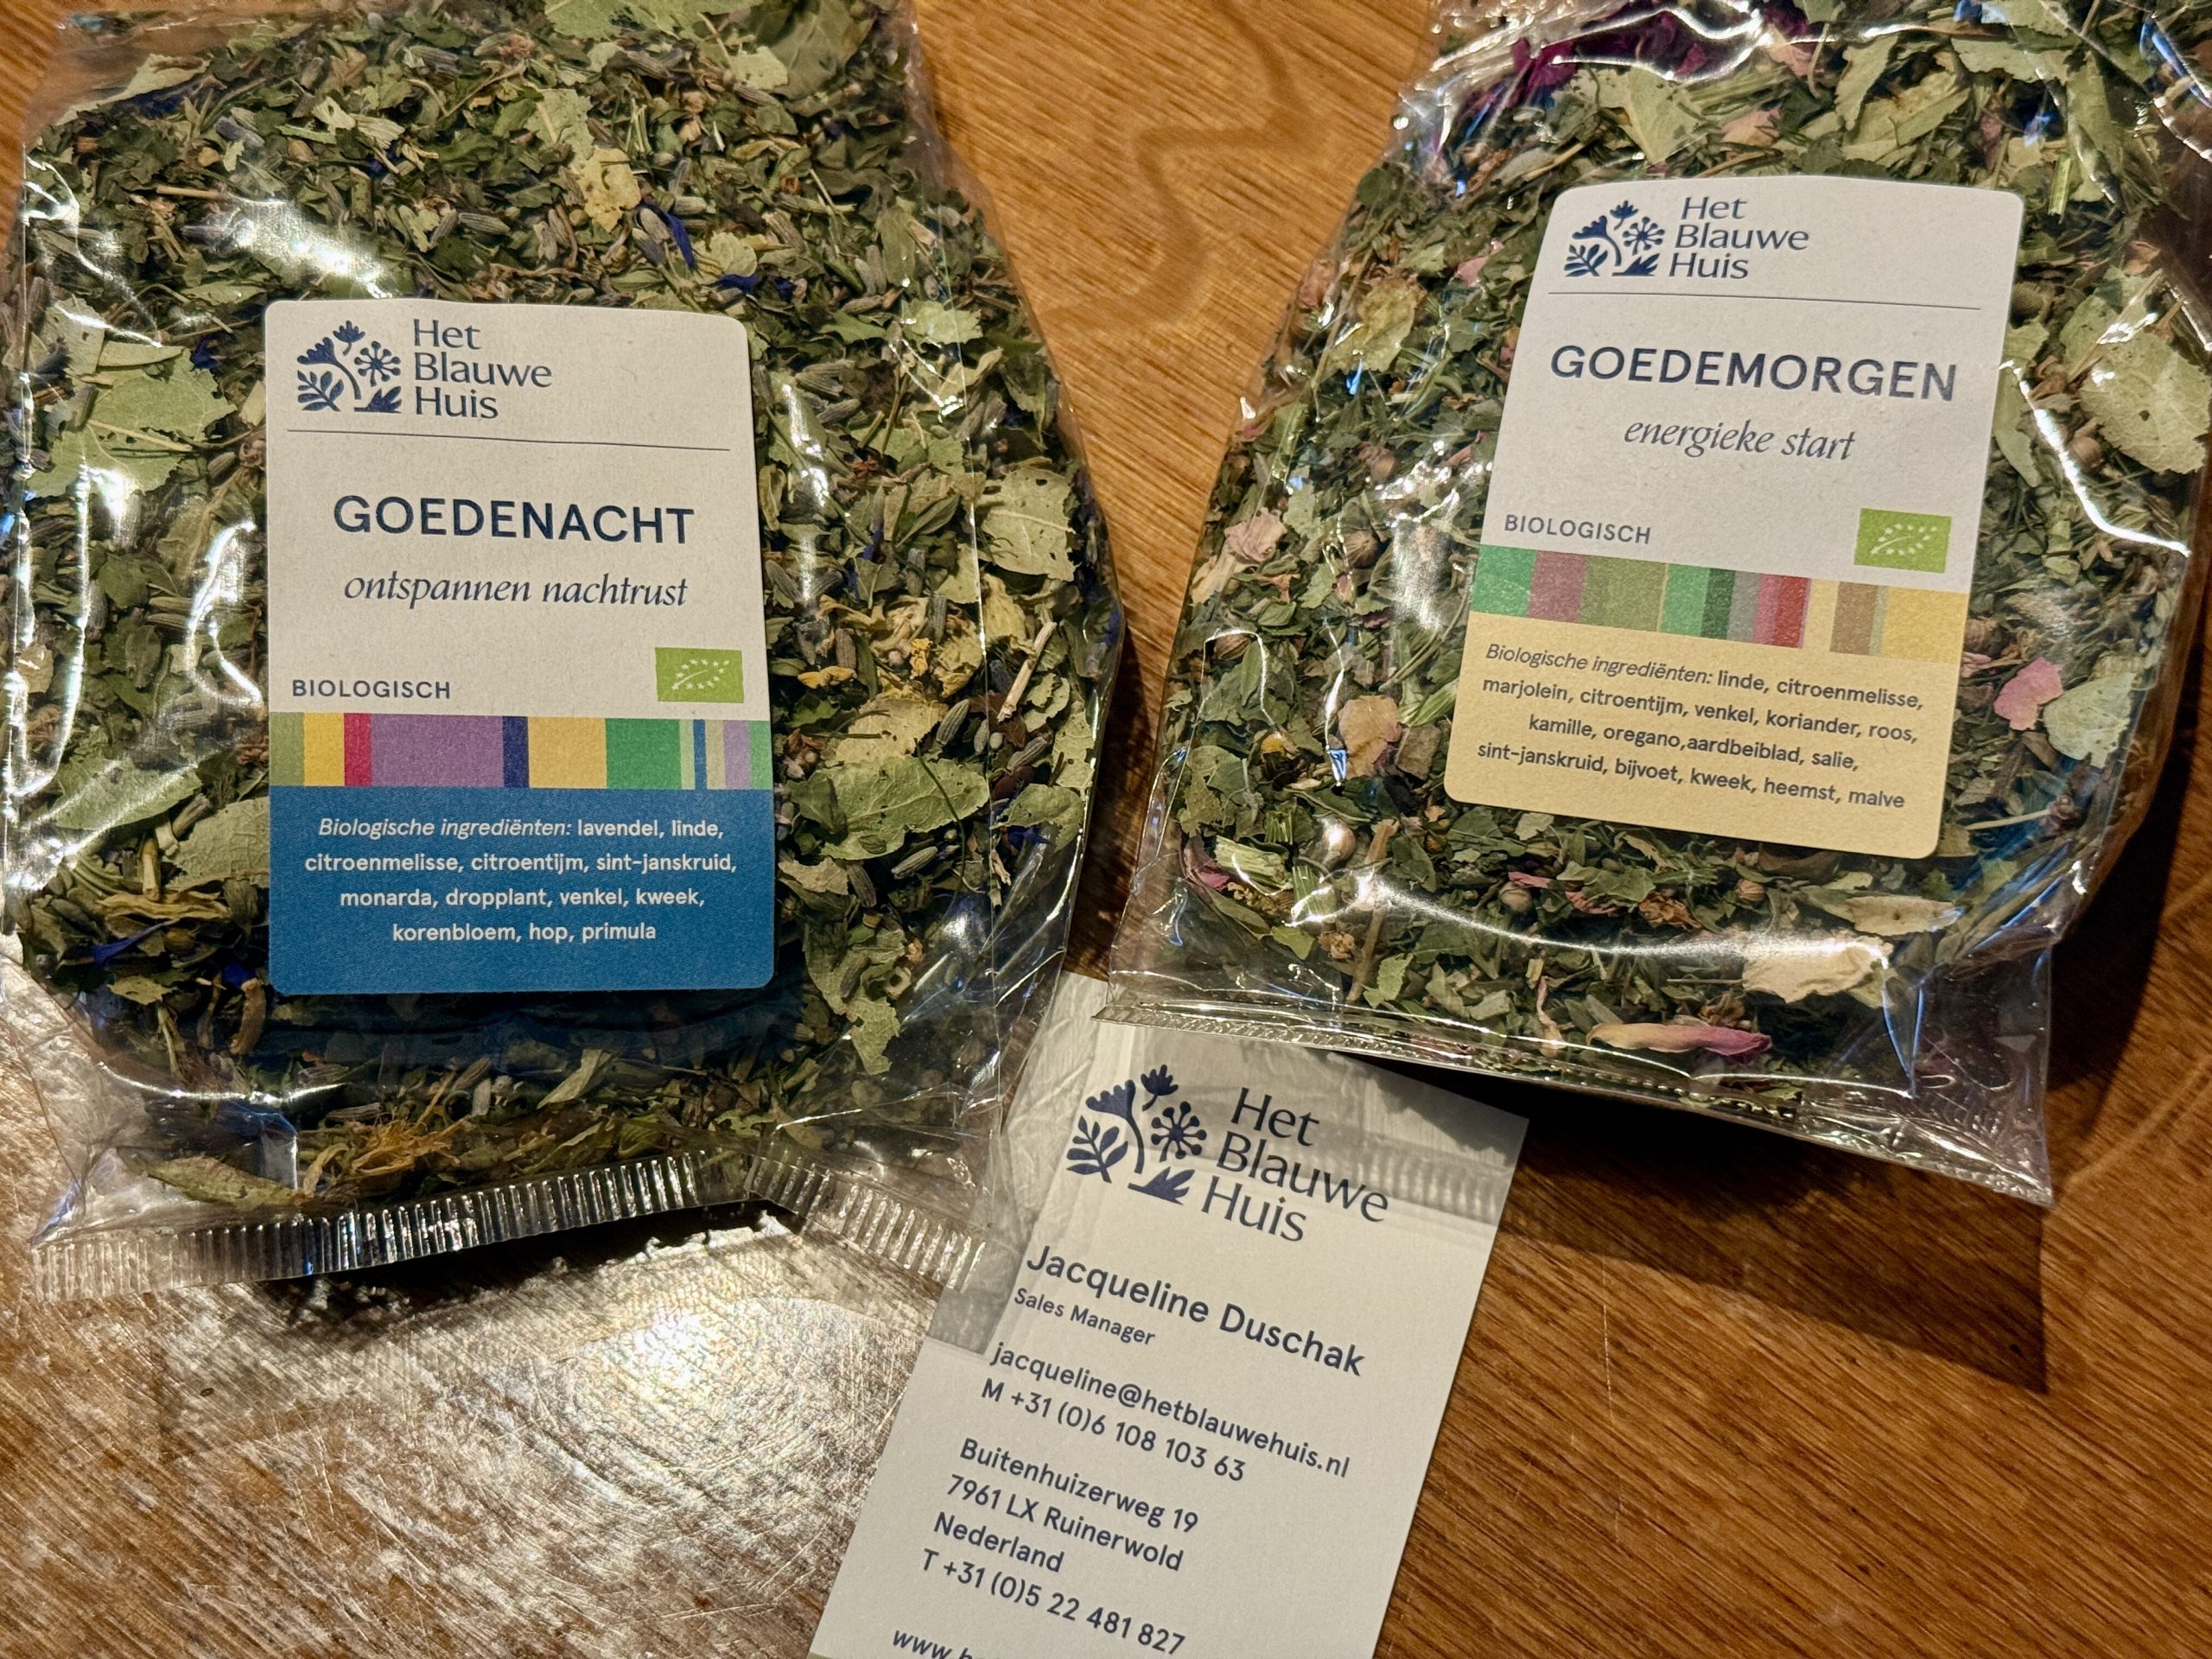 Het
Blauwe
Huis
GOEDENACHT
ontspannen nachtrust
BIOLOGISCH
Biologische ingrediënten: lavendel, linde,
citroenmelisse, citroentijm, sint-janskruid,
monarda, dropplant, venkel, kweek,
korenbloem, hop, primula
Het
Blauwe
Huis
GOEDEMORGEN
energieke start
BIOLOGISCH
Biologische ingrediënten: linde, citroenmelisse,
marjolein, citroentijm, venkel, koriander, roos,
kamille, oregano,aardbeiblad, salie,
sint-janskruid, bijvoet, kweek, heemst, malve
Het
Blauwe
Huis
Jacqueline Duschak
Sales Manager
jacqueline@hetblauwehuis.nl
M +31 (0)6 108 103 63
Buitenhuizerweg 19
7961 LX Ruinerwold
Nederland
T +31 (0)5 22 481 827